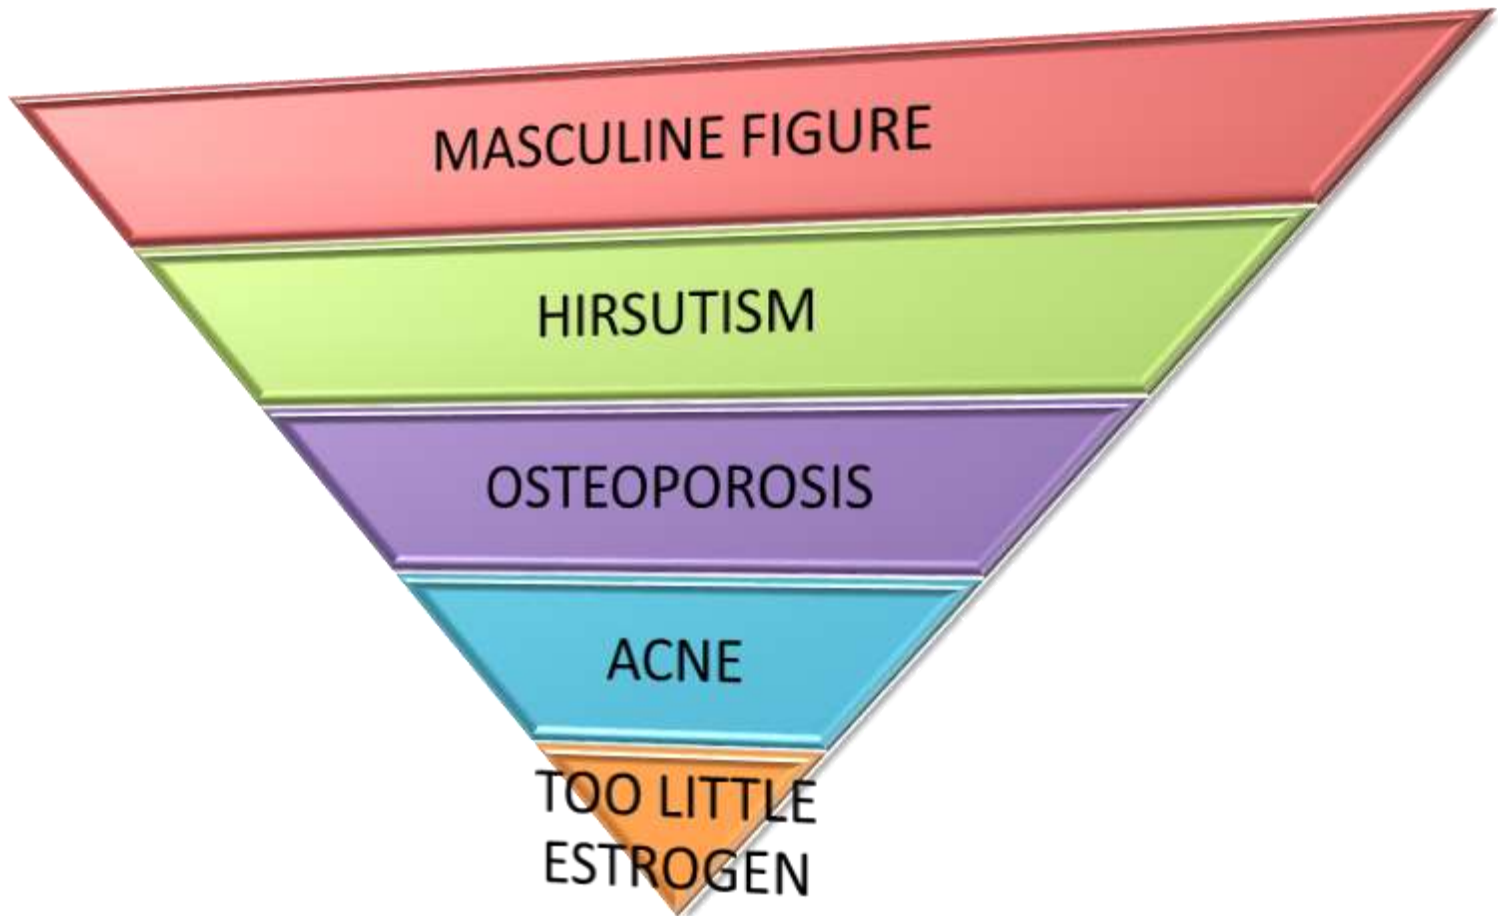 MASCULINE FIGURE
HIRSUTISM
OSTEOPOROSIS
ACNE
TOO LITTLE
ESTROGEN